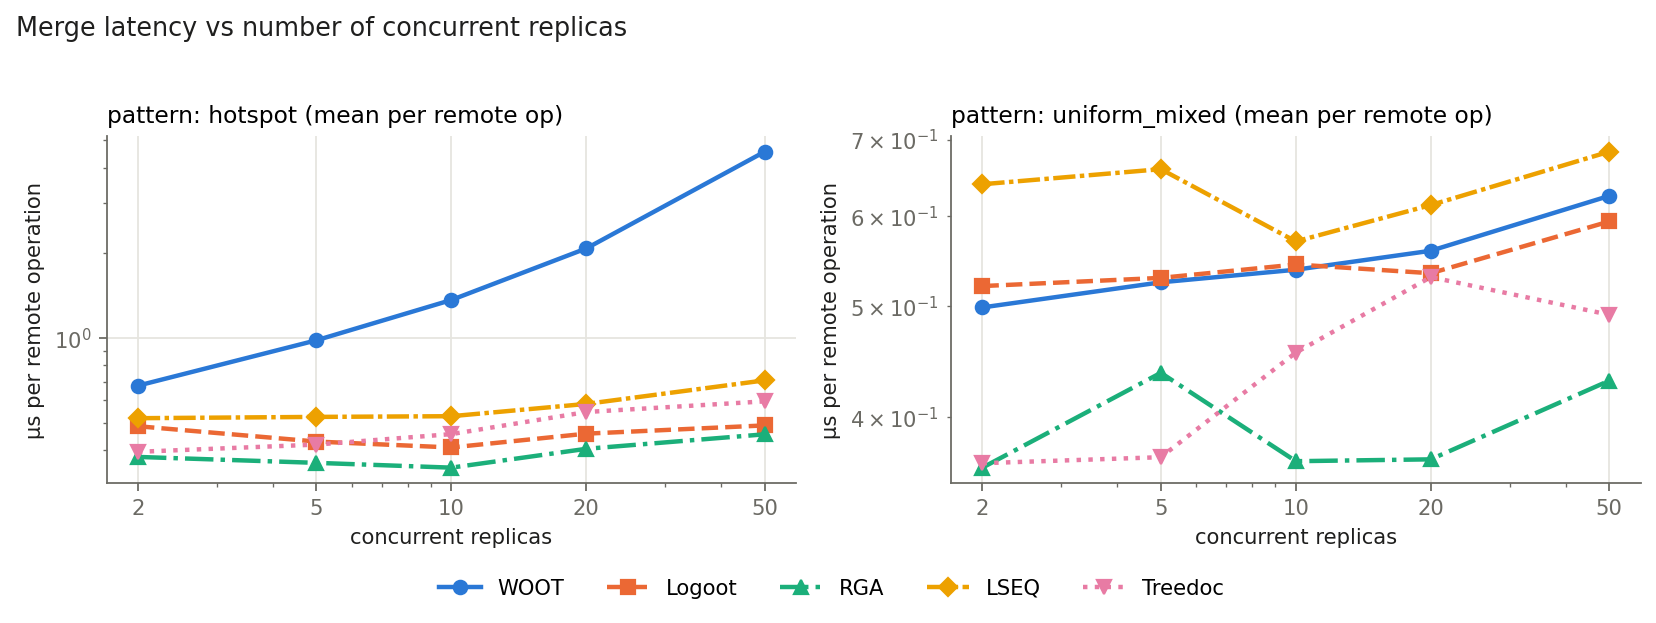 Merge latency vs number of concurrent replicas
pattern: hotspot (mean per remote op)
µs per remote operation
10⁰
2 5 10 20 50
concurrent replicas
pattern: uniform_mixed (mean per remote op)
µs per remote operation
7 × 10⁻¹
6 × 10⁻¹
5 × 10⁻¹
4 × 10⁻¹
2 5 10 20 50
concurrent replicas
WOOT Logoot RGA LSEQ Treedoc